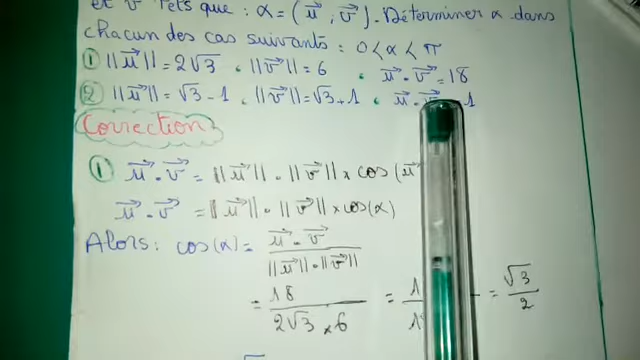 et v⃗ tels que : α = (u⃗ ; v⃗). Déterminer α dans
chacun des cas suivants : 0 < α < π
① ||u⃗|| = 2√3 ; ||v⃗|| = 6 ; u⃗ . v⃗ = 18
② ||u⃗|| = √3 - 1 ; ||v⃗|| = √3 + 1 ; u⃗ . 1
Correction
① u⃗ . v⃗ = ||u⃗|| . ||v⃗|| × cos(u⃗
u⃗ . v⃗ = ||u⃗|| . ||v⃗|| × cos(α)
Alors : cos(α) = u⃗ . v⃗ / ||u⃗|| . ||v⃗||
= 18 / 2√3 × 6 = = √3 / 2